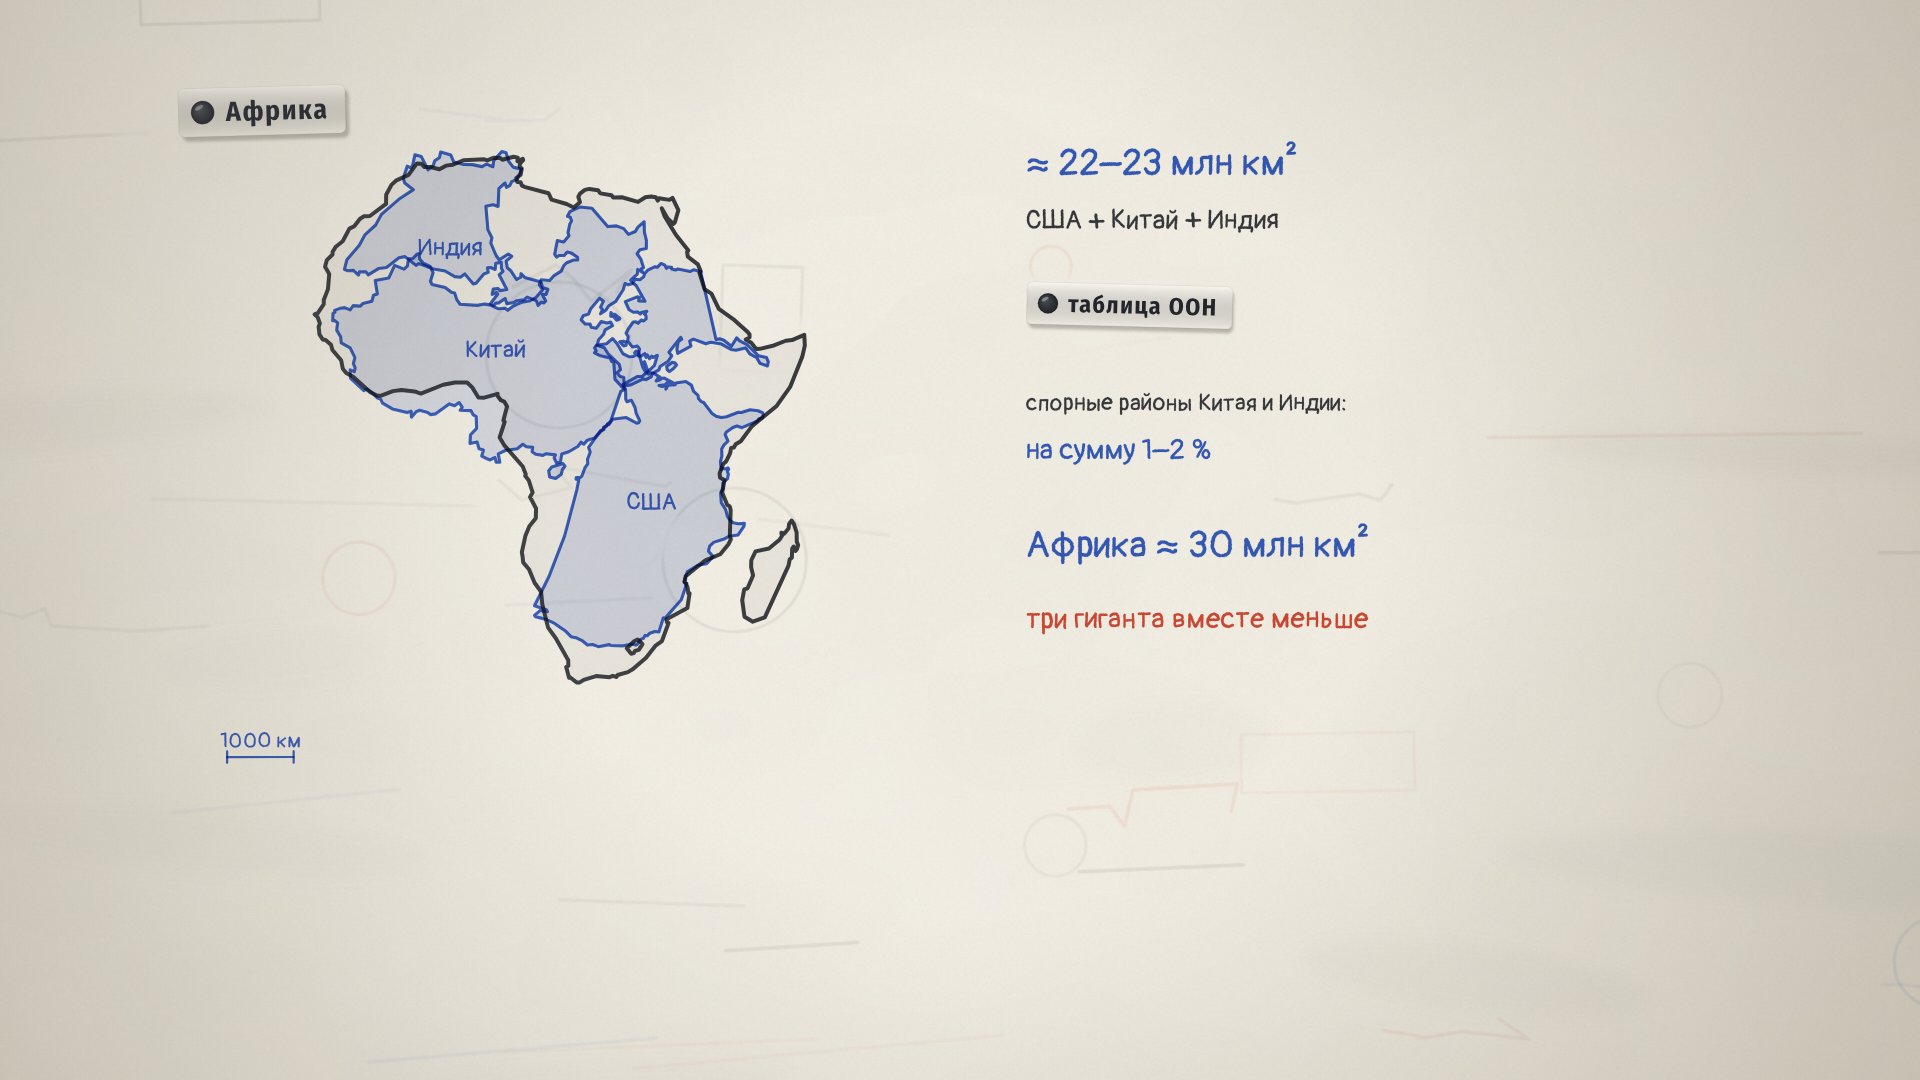 Африка
Индия
Китай
США
1000 км
≈ 22–23 млн км²
США + Китай + Индия
таблица ООН
спорные районы Китая и Индии:
на сумму 1–2 %
Африка ≈ 30 млн км²
три гиганта вместе меньше